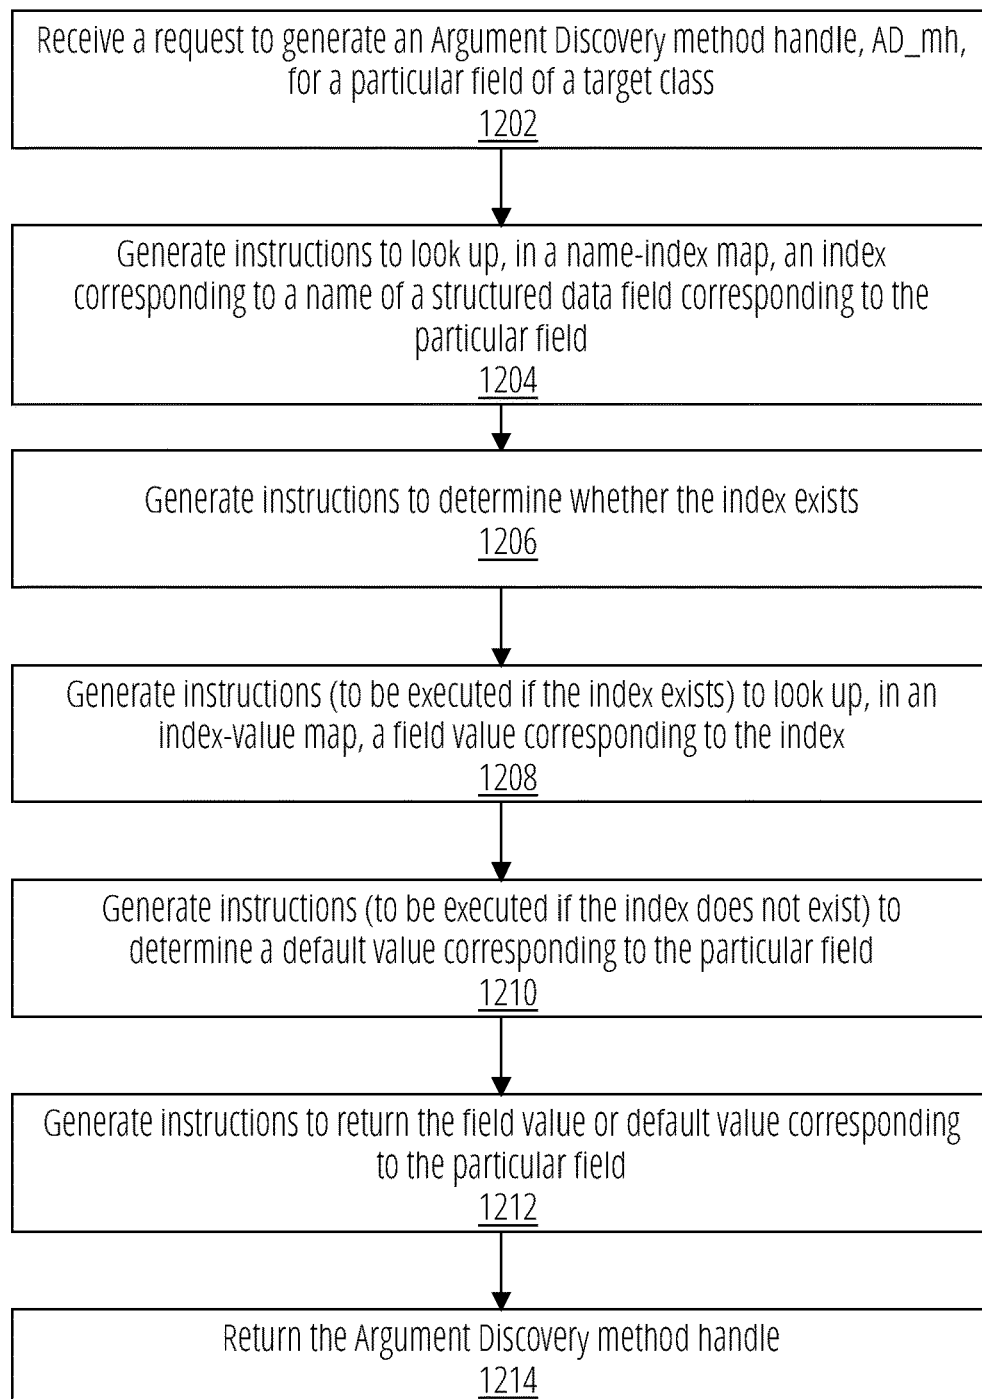 Receive a request to generate an Argument Discovery method handle, AD_mh,
for a particular field of a target class
1202
Generate instructions to look up, in a name-index map, an index
corresponding to a name of a structured data field corresponding to the
particular field
1204
Generate instructions to determine whether the index exists
1206
Generate instructions (to be executed if the index exists) to look up, in an
index-value map, a field value corresponding to the index
1208
Generate instructions (to be executed if the index does not exist) to
determine a default value corresponding to the particular field
1210
Generate instructions to return the field value or default value corresponding
to the particular field
1212
Return the Argument Discovery method handle
1214